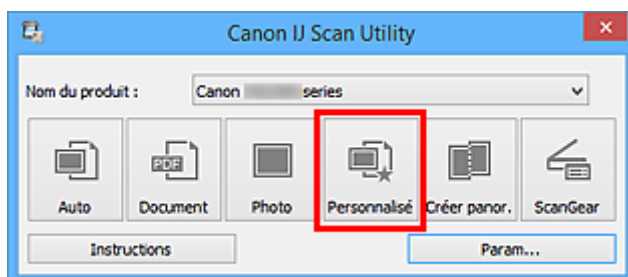 Canon IJ Scan Utility
Nom du produit : Canon series
PDF
Auto Document Photo Personnalisé Créer panor. ScanGear
Instructions Param...